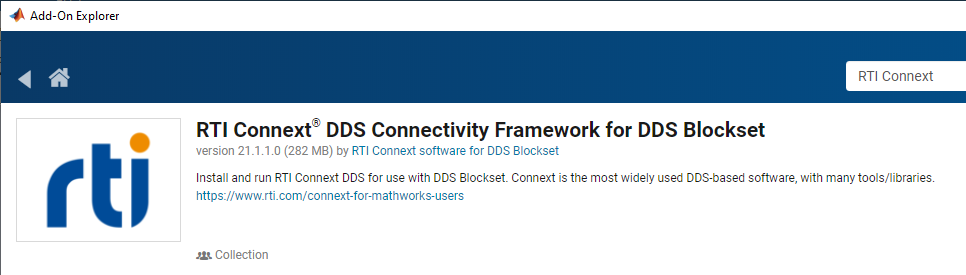 Add-On Explorer
RTI Connext
rti
RTI Connext® DDS Connectivity Framework for DDS Blockset
version 21.1.1.0 (282 MB) by RTI Connext software for DDS Blockset
Install and run RTI Connext DDS for use with DDS Blockset. Connext is the most widely used DDS-based software, with many tools/libraries.
https://www.rti.com/connext-for-mathworks-users
Collection